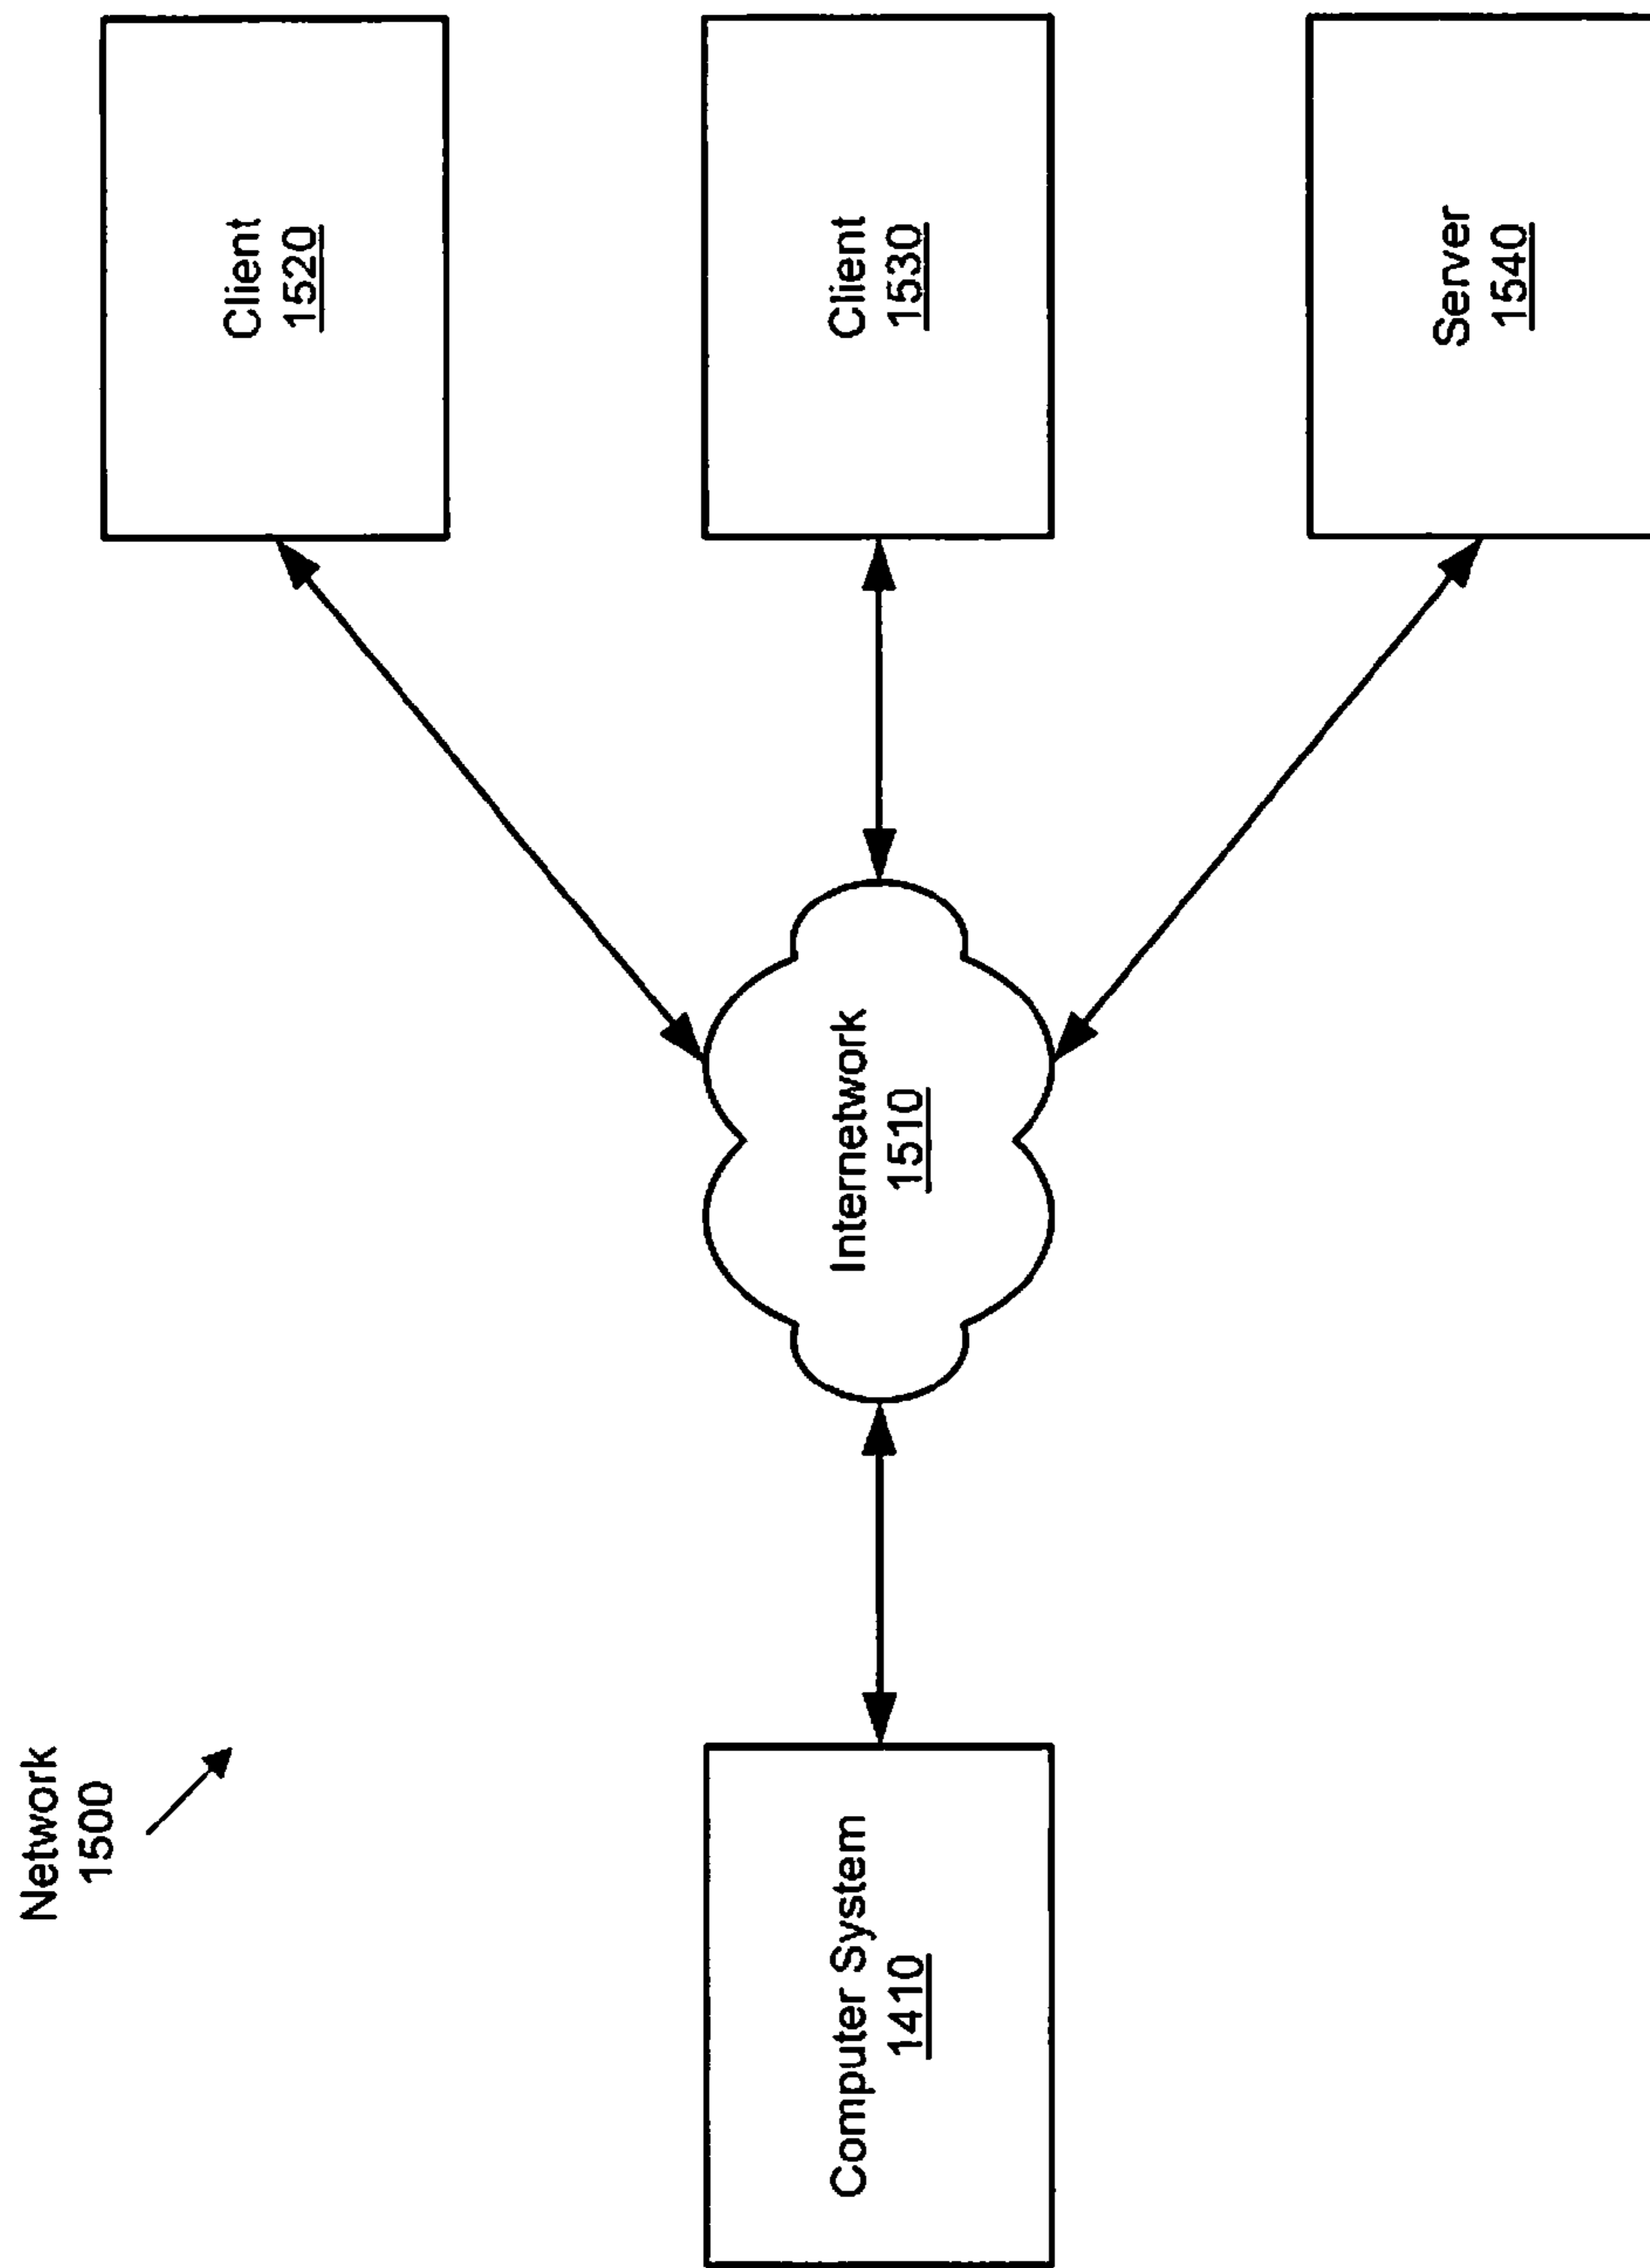 Network
1500
Client
1520
Computer System
1410
Internetwork
1510
Client
1530
Server
1540